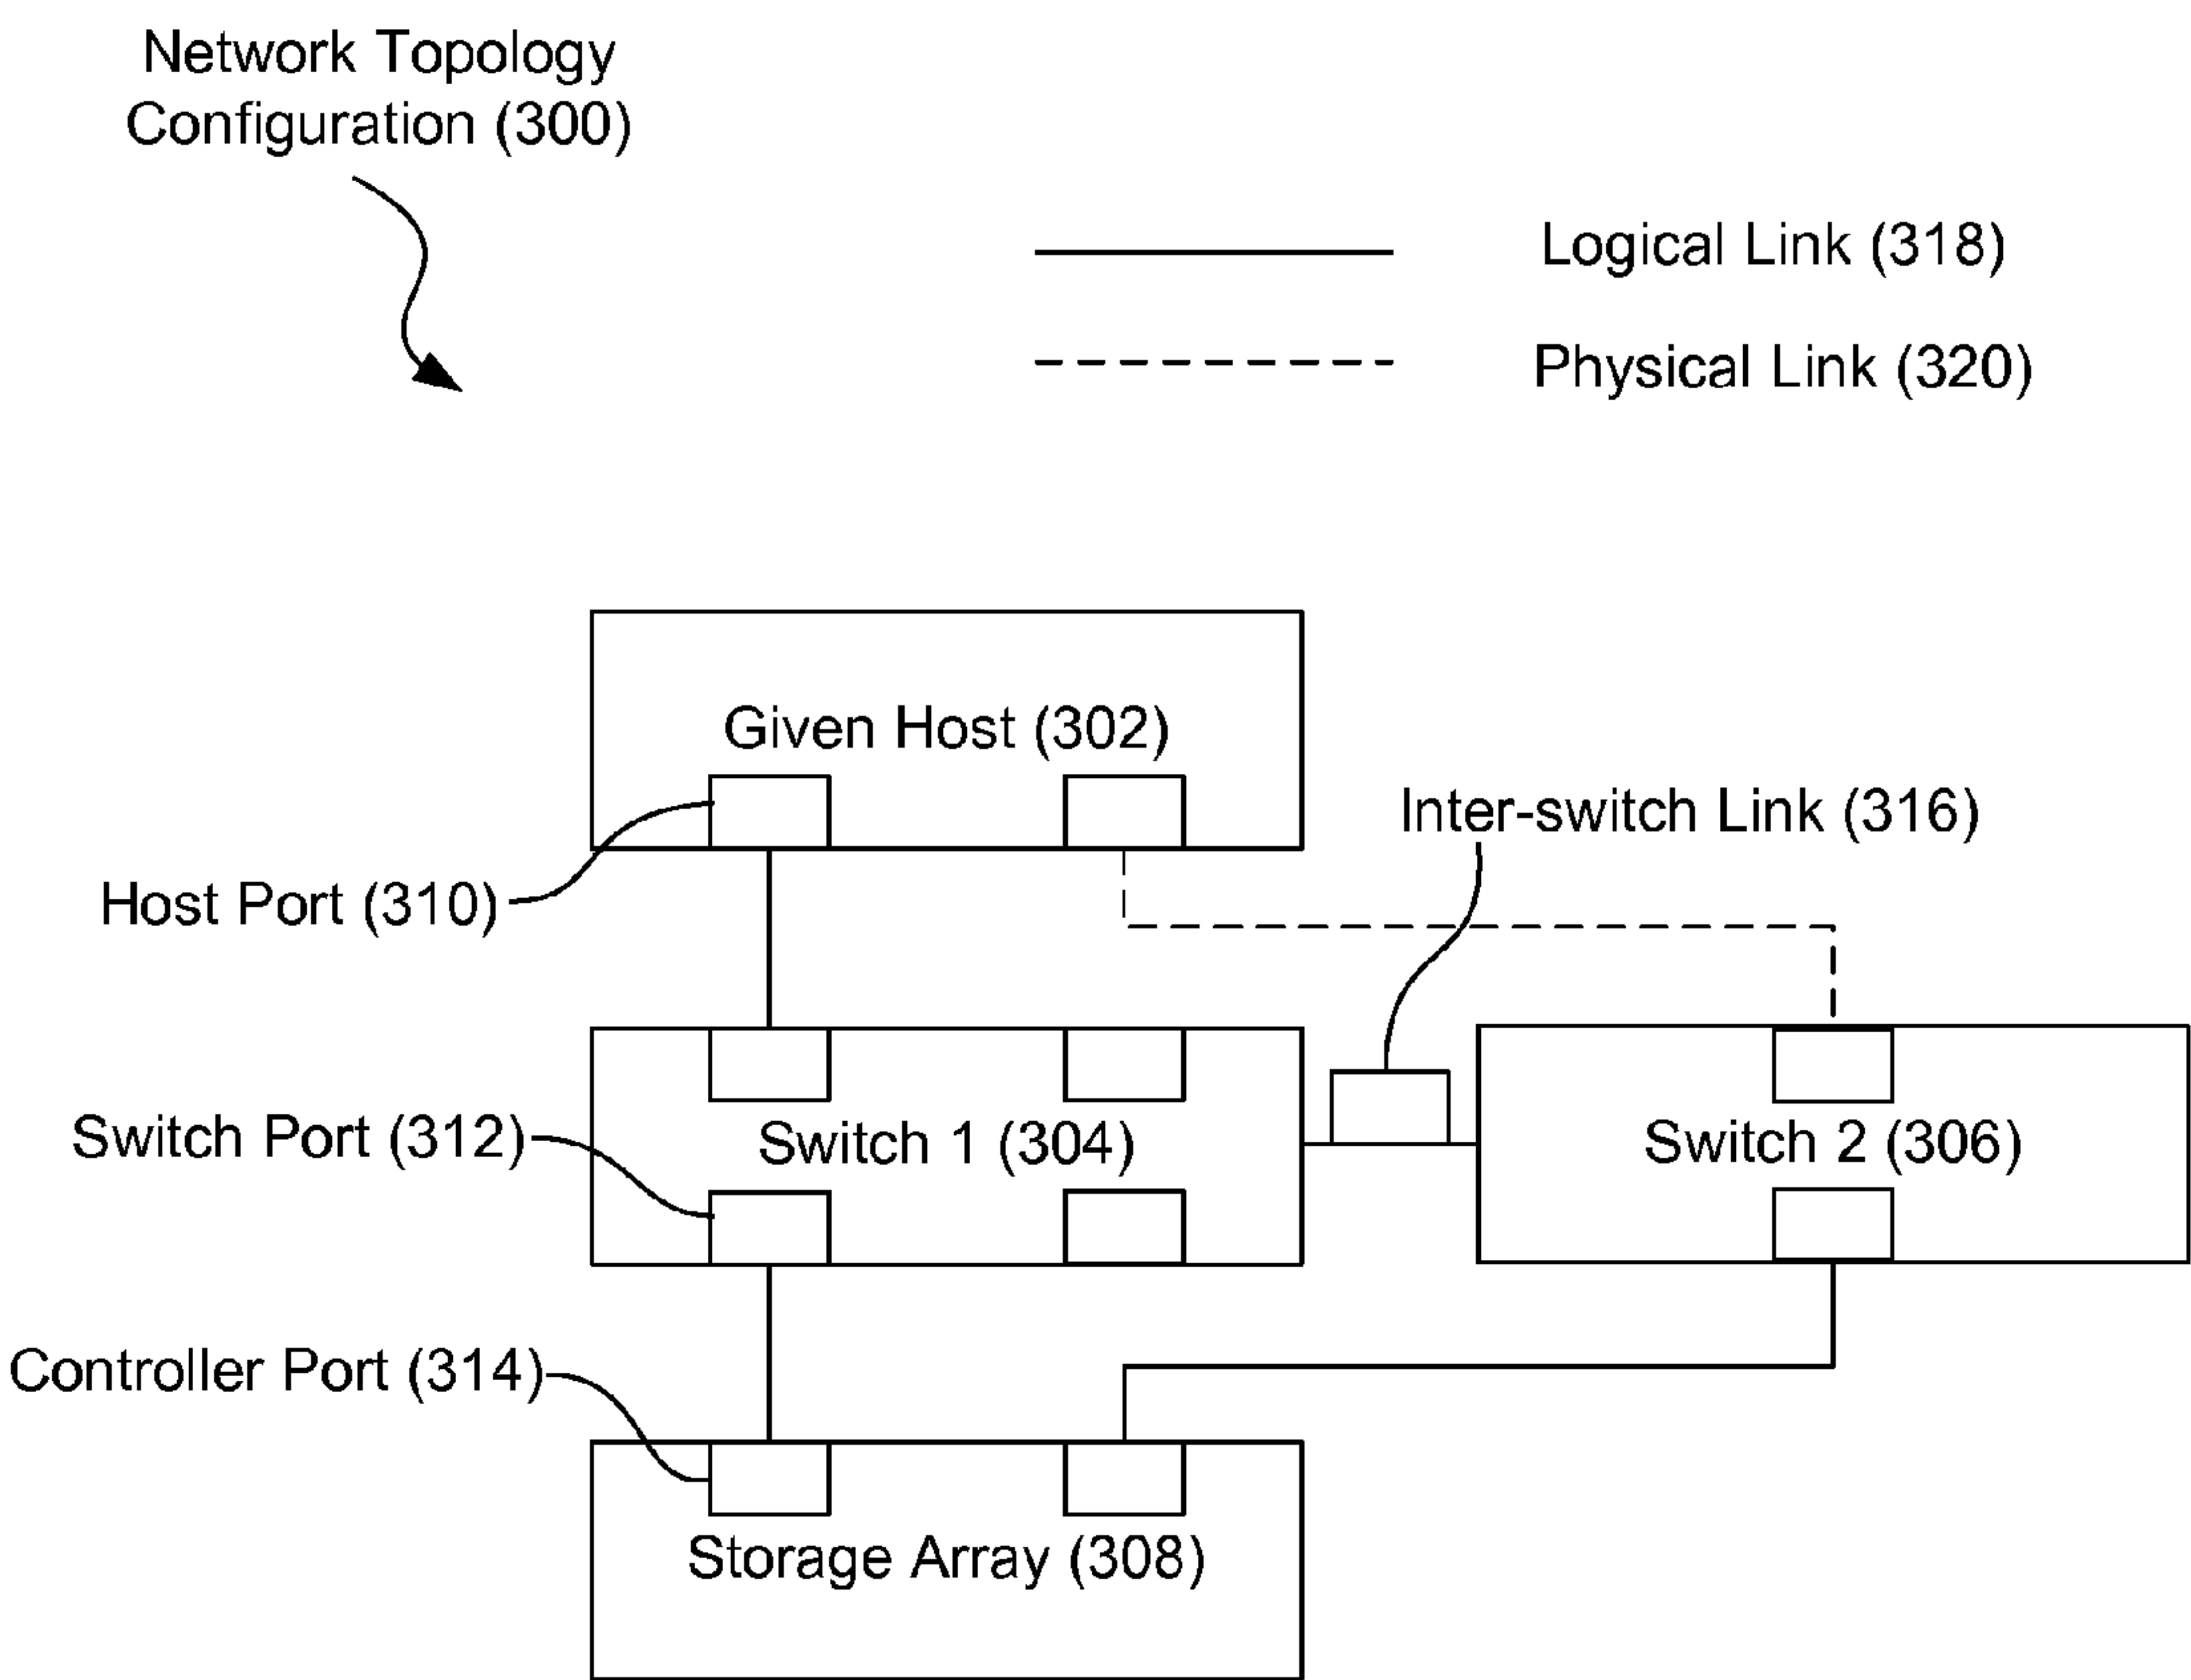 Network Topology
Configuration (300)
Logical Link (318)
Physical Link (320)
Given Host (302)
Inter-switch Link (316)
Host Port (310)
Switch Port (312)
Switch 1 (304)
Switch 2 (306)
Controller Port (314)
Storage Array (308)